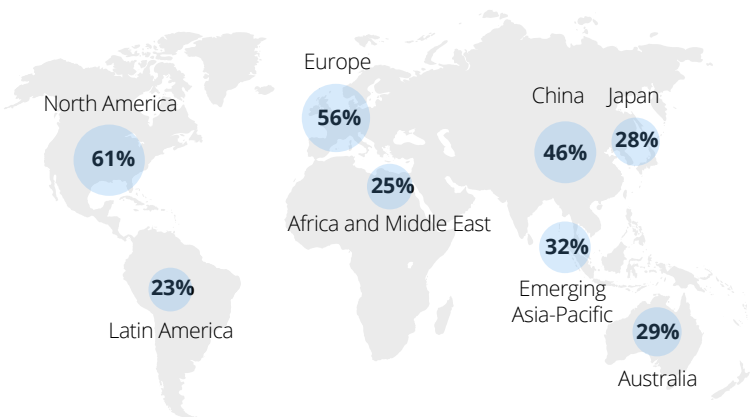 Europe
56%
North America
61%
China
46%
Japan
28%
25%
Africa and Middle East
32%
Emerging
Asia-Pacific
23%
Latin America
29%
Australia